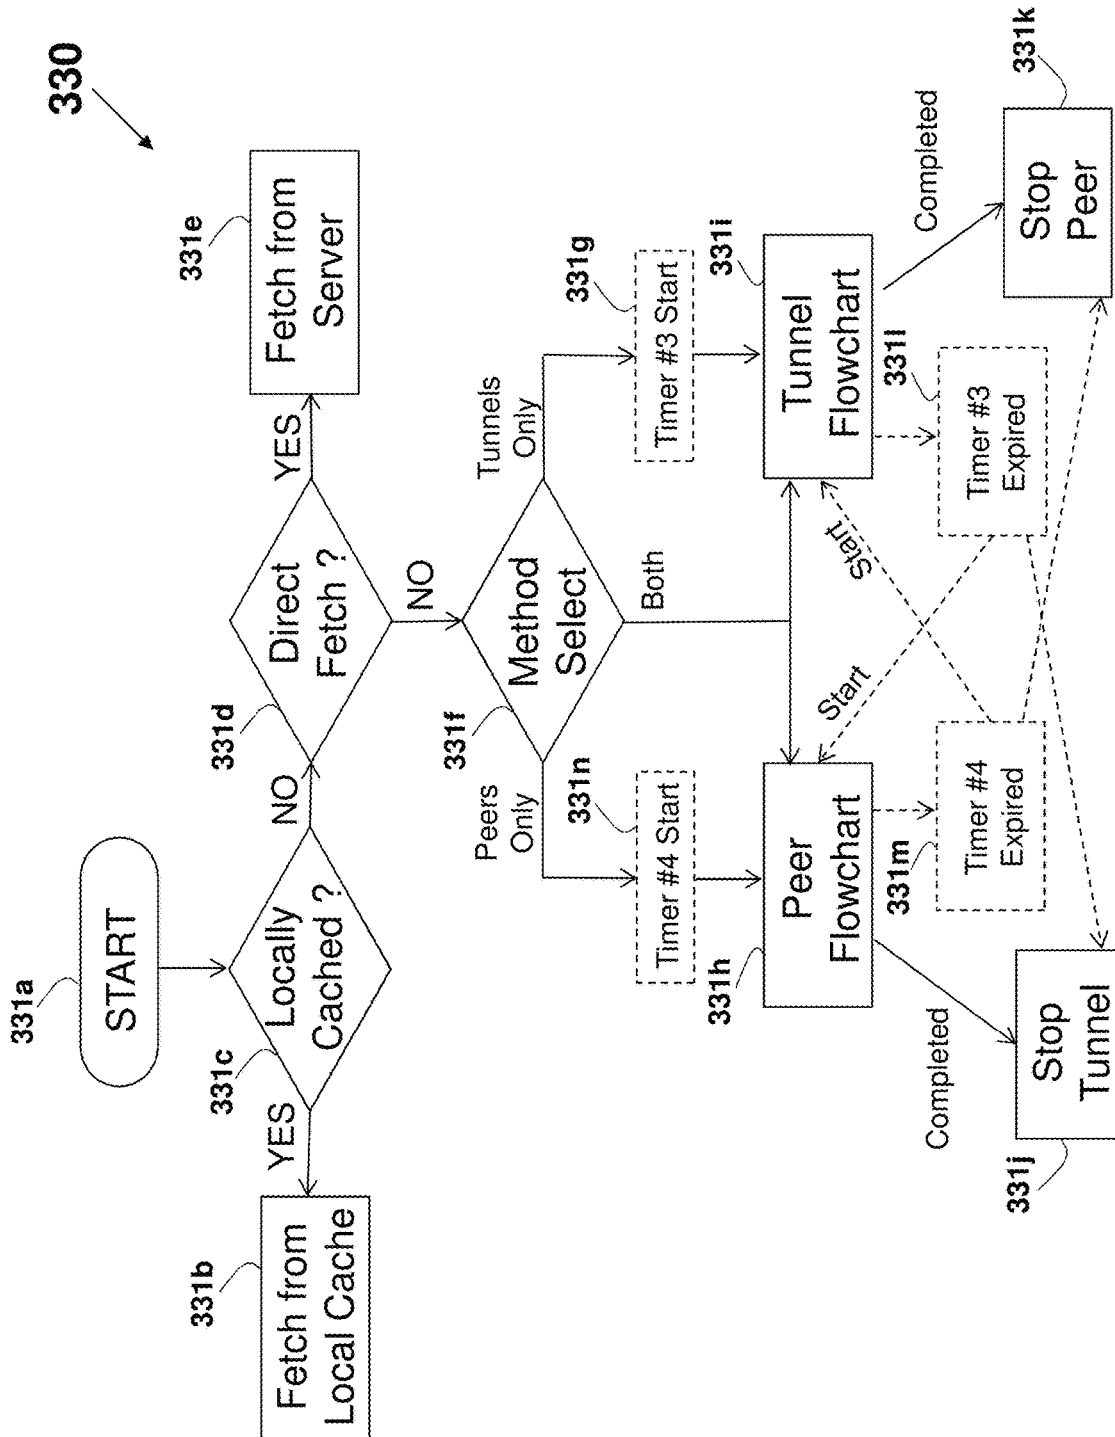 330
331a
START
331c
Locally
Cached ?
YES
NO
331b
Fetch from
Local Cache
331d
Direct
Fetch ?
YES
NO
331e
Fetch from
Server
331f
Method
Select
Peers
Only
Both
Tunnels
Only
331n
Timer #4 Start
331g
Timer #3 Start
331h
Peer
Flowchart
331i
Tunnel
Flowchart
Start
Start
331m
Timer #4
Expired
331l
Timer #3
Expired
Completed
Completed
331j
Stop
Tunnel
331k
Stop
Peer